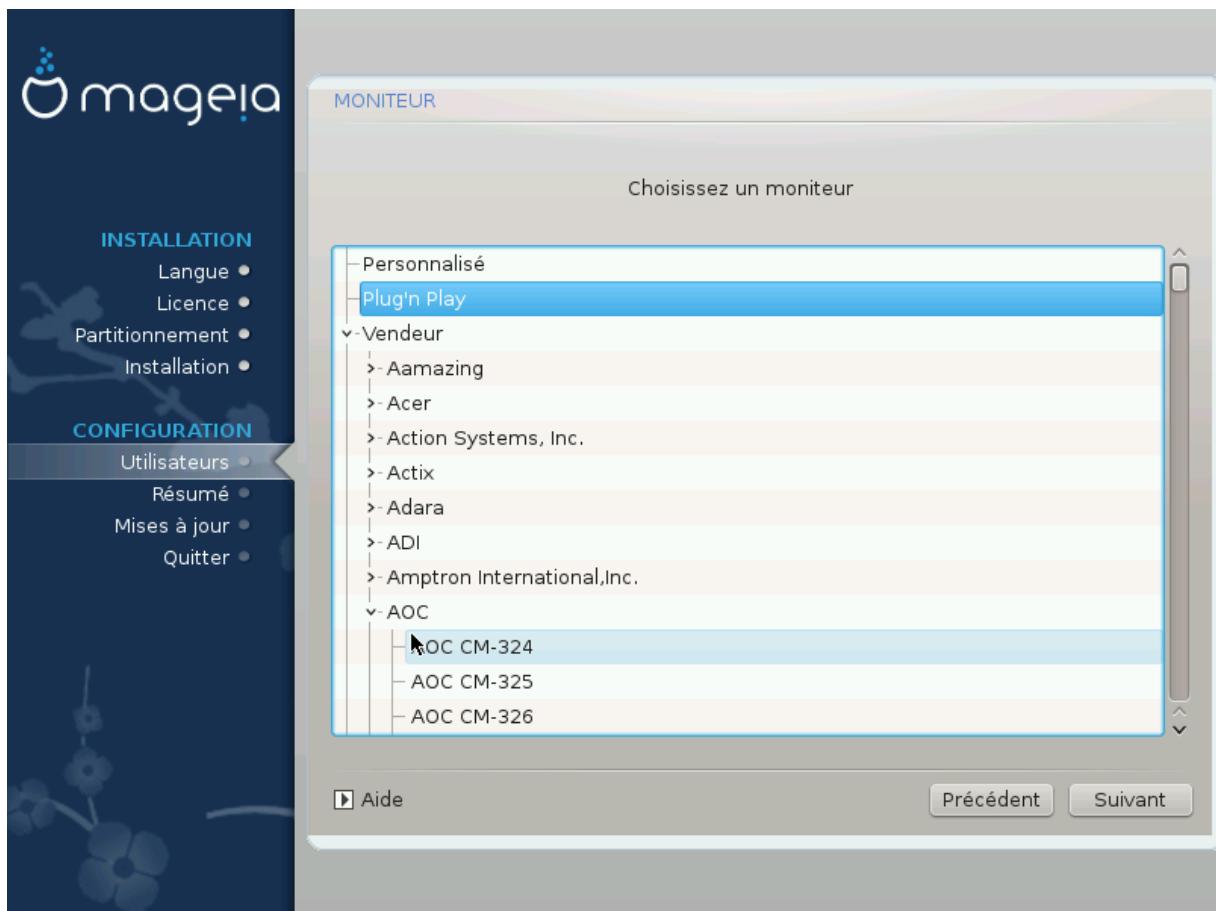 mageia
INSTALLATION
Langue
Licence
Partitionnement
Installation
CONFIGURATION
Utilisateurs
Résumé
Mises à jour
Quitter
MONITEUR
Choisissez un moniteur
Personnalisé
Plug'n Play
Vendeur
Aamazing
Acer
Action Systems, Inc.
Actix
Adara
ADI
Amptron International,Inc.
AOC
AOC CM-324
AOC CM-325
AOC CM-326
Aide
Précédent
Suivant